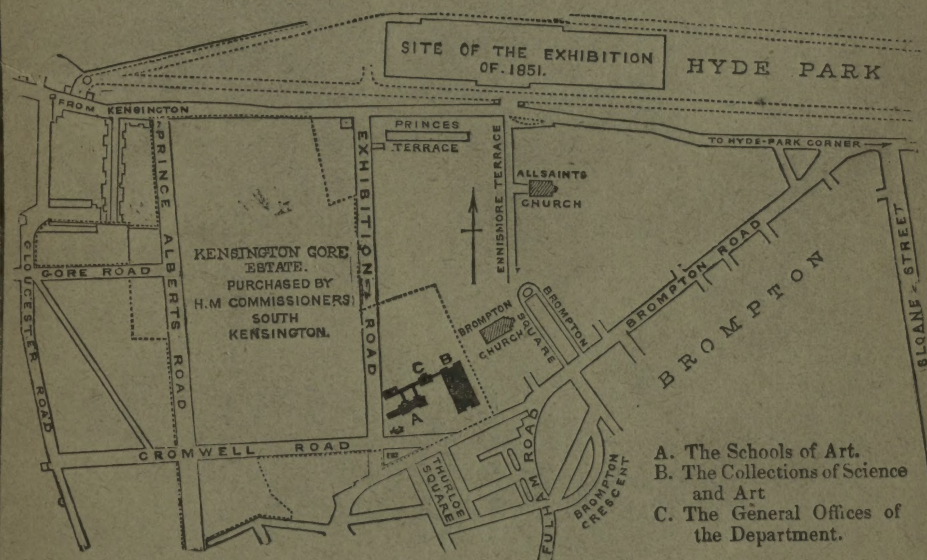 SITE OF THE EXHIBITION
OF 1851.
HYDE PARK
FROM KENSINGTON
PRINCES
TERRACE
TO HYDE-PARK CORNER
PRINCE ALBERTS ROAD
EXHIBITION ROAD
ENNISMORE TERRACE
ALLSAINTS
CHURCH
GLOUCESTER ROAD
GORE ROAD
KENSINGTON GORE
ESTATE.
PURCHASED BY
H.M COMMISSIONERS
SOUTH
KENSINGTON.
BROMPTON
CHURCH
BROMPTON
SQUARE
BROMPTON ROAD
BROMPTON
SLOANE STREET
C
B
A
CROMWELL ROAD
THURLOE
SQUARE
FULHAM ROAD
BROMPTON
CRESCENT
A. The Schools of Art.
B. The Collections of Science
and Art
C. The General Offices of
the Department.